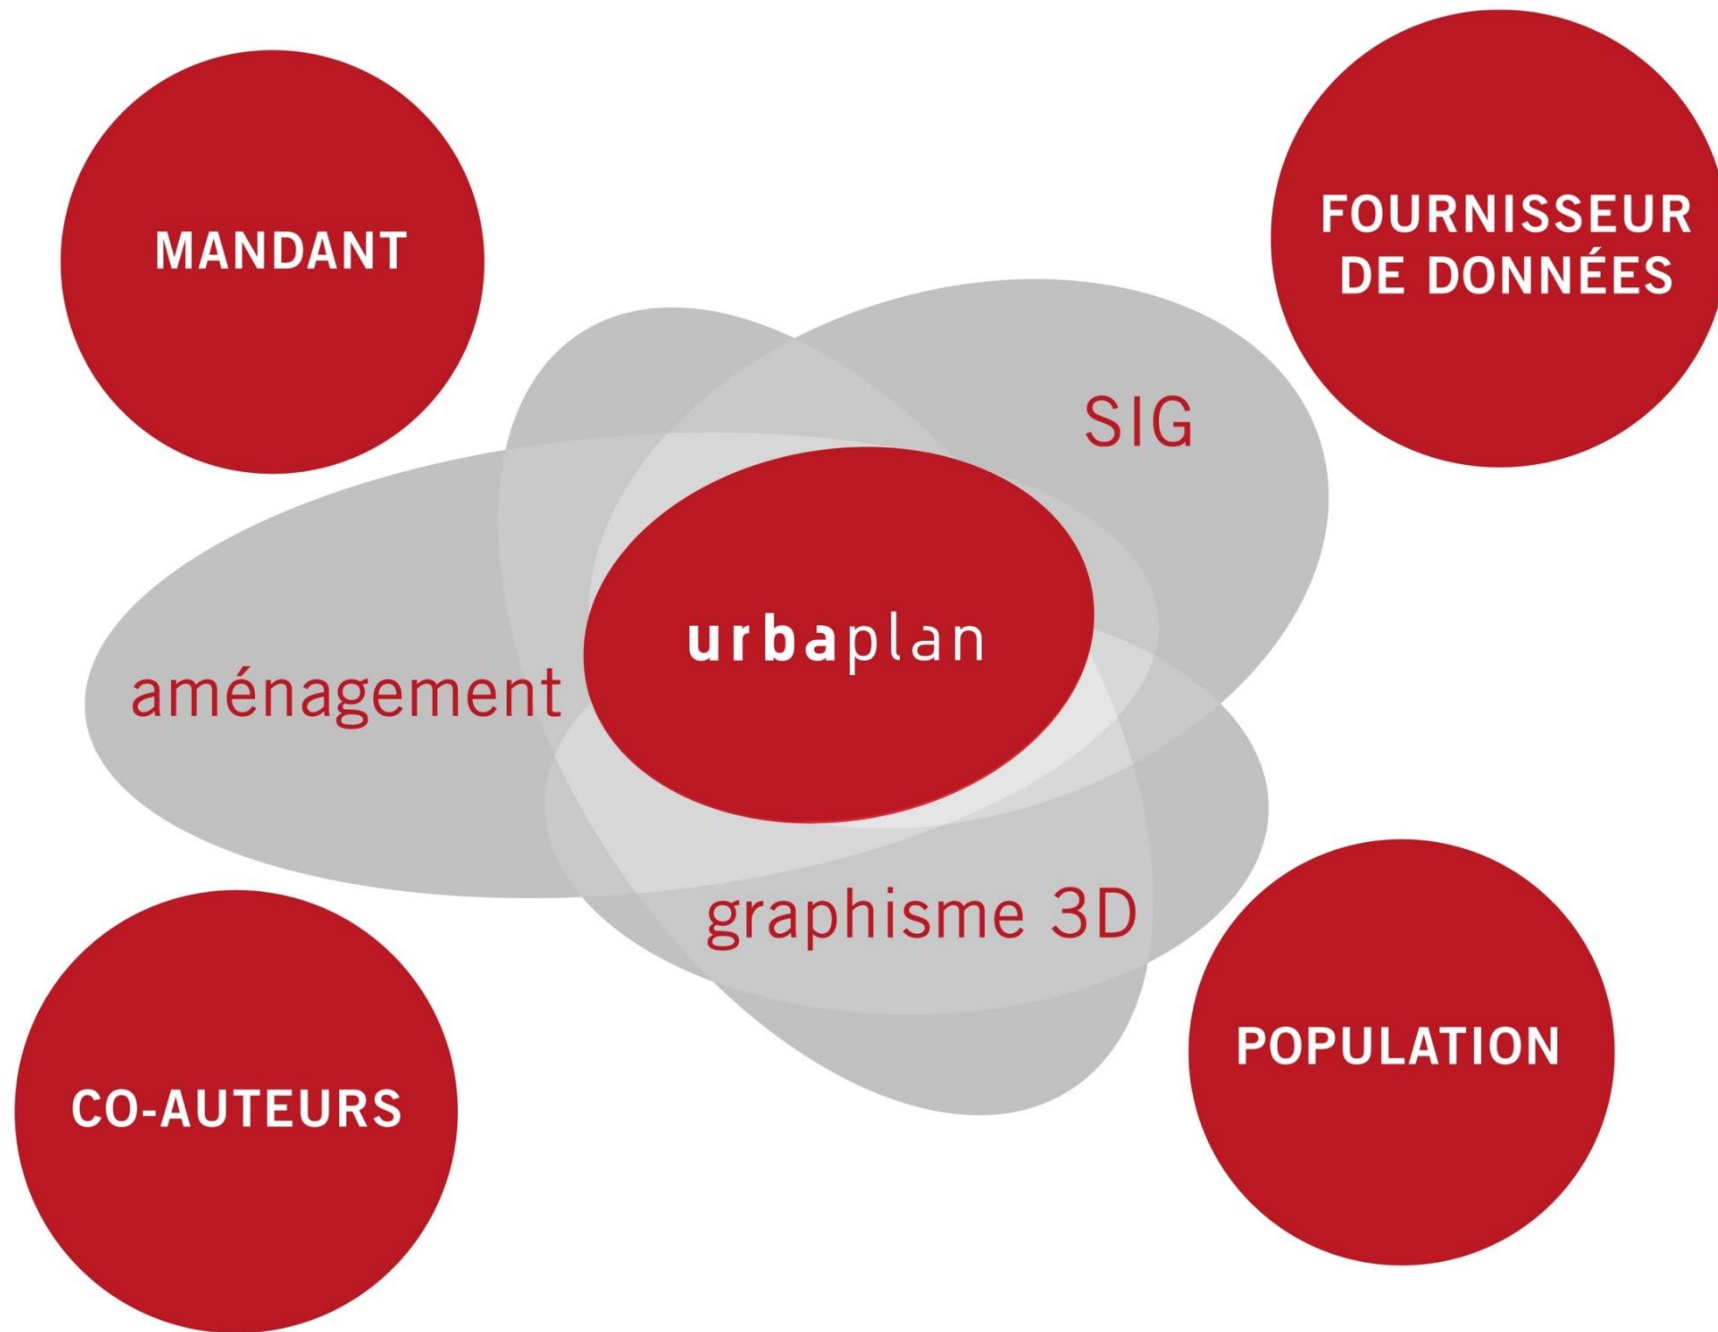 MANDANT
FOURNISSEUR
DE DONNÉES
SIG
urbaplan
aménagement
graphisme 3D
POPULATION
CO-AUTEURS